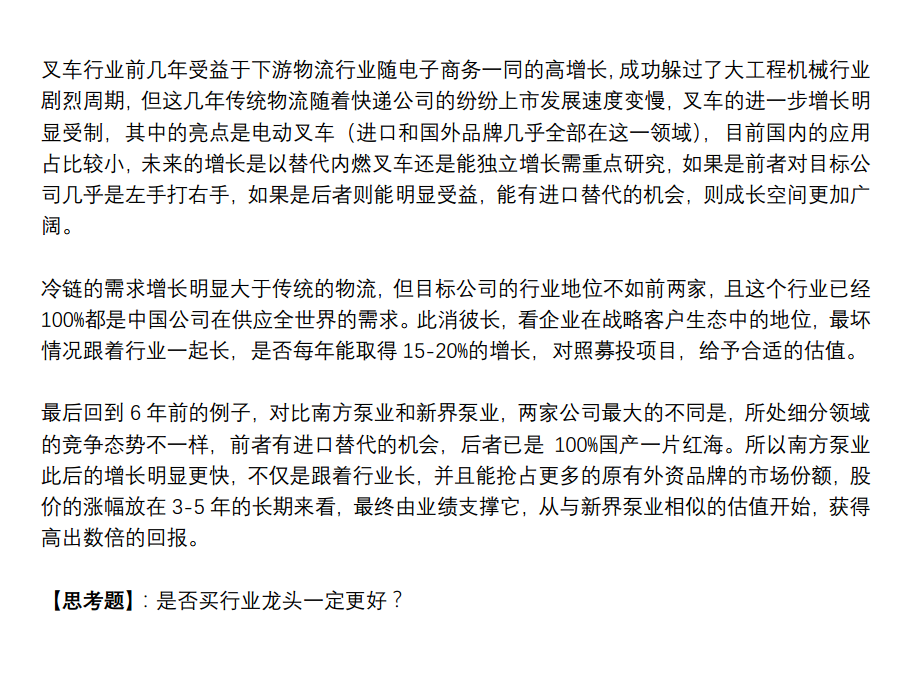 叉车行业前几年受益于下游物流行业随电子商务一同的高增长，成功躲过了大工程机械行业
剧烈周期，但这几年传统物流随着快递公司的纷纷上市发展速度变慢，叉车的进一步增长明
显受制，其中的亮点是电动叉车（进口和国外品牌几乎全部在这一领域），目前国内的应用
占比较小，未来的增长是以替代内燃叉车还是能独立增长需重点研究，如果是前者对目标公
司几乎是左手打右手，如果是后者则能明显受益，能有进口替代的机会，则成长空间更加广
阔。
冷链的需求增长明显大于传统的物流，但目标公司的行业地位不如前两家，且这个行业已经
100%都是中国公司在供应全世界的需求。此消彼长，看企业在战略客户生态中的地位，最坏
情况跟着行业一起长，是否每年能取得 15-20%的增长，对照募投项目，给予合适的估值。
最后回到 6 年前的例子，对比南方泵业和新界泵业，两家公司最大的不同是，所处细分领域
的竞争态势不一样，前者有进口替代的机会，后者已是 100%国产一片红海。所以南方泵业
此后的增长明显更快，不仅是跟着行业长，并且能抢占更多的原有外资品牌的市场份额，股
价的涨幅放在 3-5 年的长期来看，最终由业绩支撑它，从与新界泵业相似的估值开始，获得
高出数倍的回报。
【思考题】：是否买行业龙头一定更好？